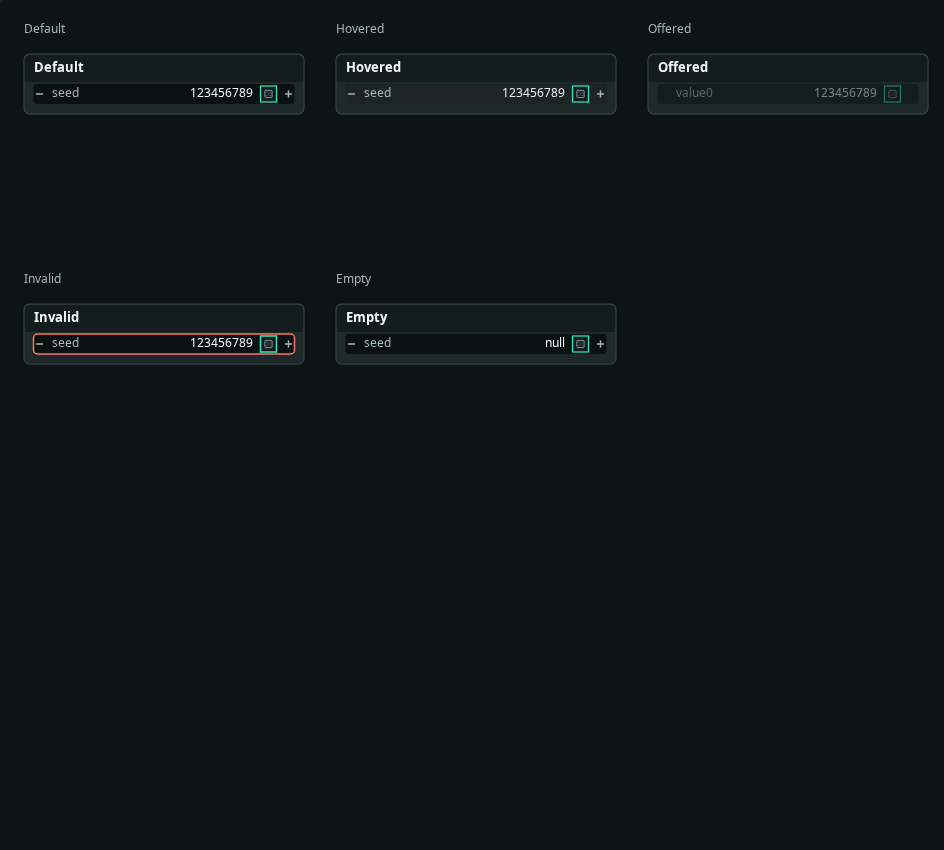 Default
Hovered
Offered
Default
Hovered
Offered
− seed 123456789 +
− seed 123456789 +
value0 123456789
Invalid
Empty
Invalid
Empty
− seed 123456789 +
− seed null +